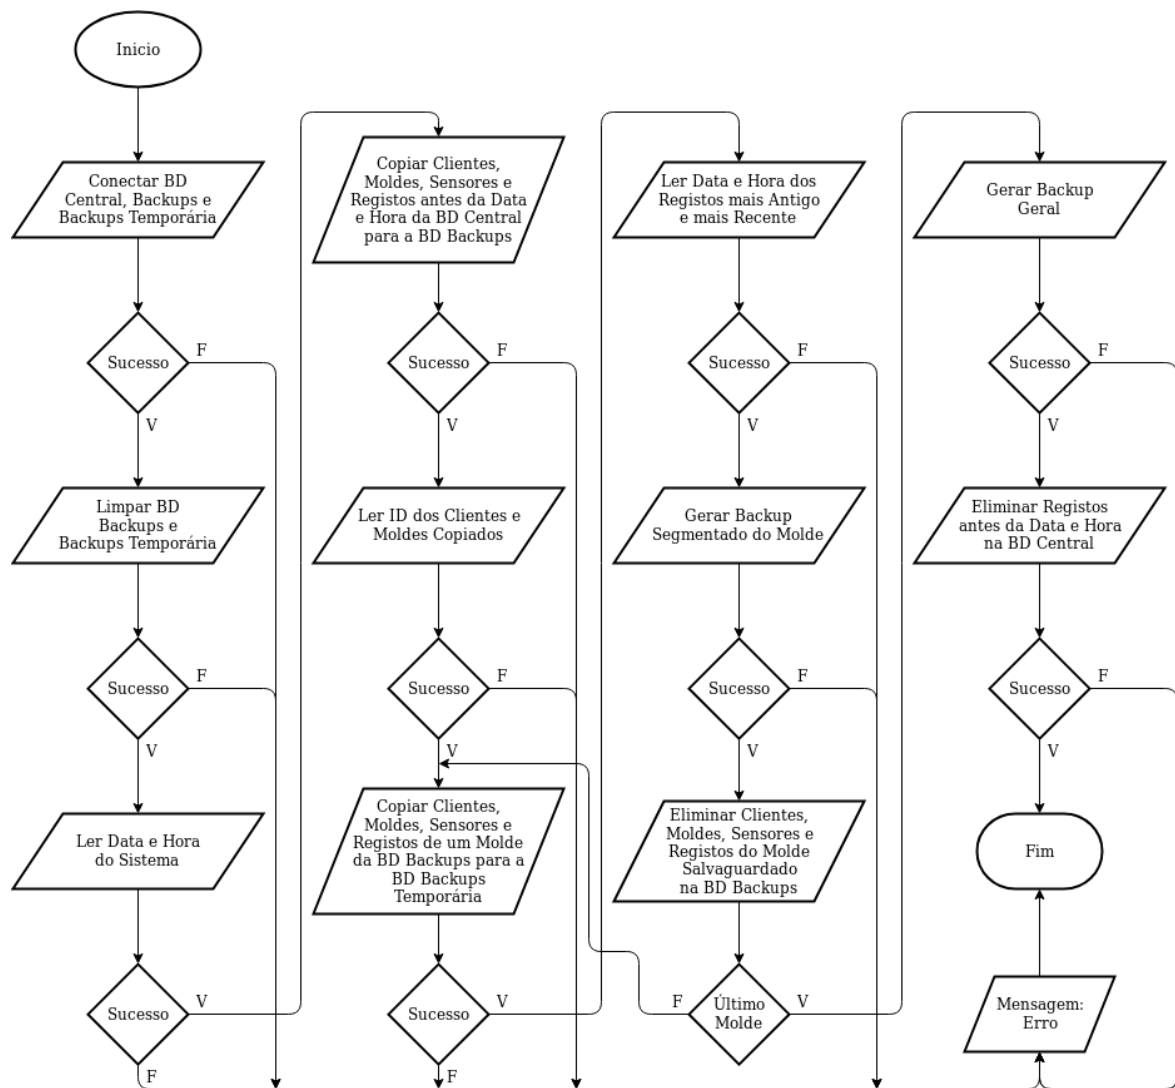 Inicio
Conectar BD
Central, Backups e
Backups Temporária
Sucesso
F
V
Limpar BD
Backups e
Backups Temporária
Sucesso
F
V
Ler Data e Hora
do Sistema
Sucesso
V
F
Copiar Clientes,
Moldes, Sensores e
Registos antes da Data
e Hora da BD Central
para a BD Backups
Sucesso
F
V
Ler ID dos Clientes e
Moldes Copiados
Sucesso
F
V
Copiar Clientes,
Moldes, Sensores e
Registos de um Molde
da BD Backups para a
BD Backups
Temporária
Sucesso
V
F
Ler Data e Hora dos
Registos mais Antigo
e mais Recente
Sucesso
F
V
Gerar Backup
Segmentado do Molde
Sucesso
F
V
Eliminar Clientes,
Moldes, Sensores e
Registos do Molde
Salvaguardado
na BD Backups
F
Último
Molde
V
Gerar Backup
Geral
Sucesso
F
V
Eliminar Registos
antes da Data e Hora
na BD Central
Sucesso
F
V
Fim
Mensagem:
Erro